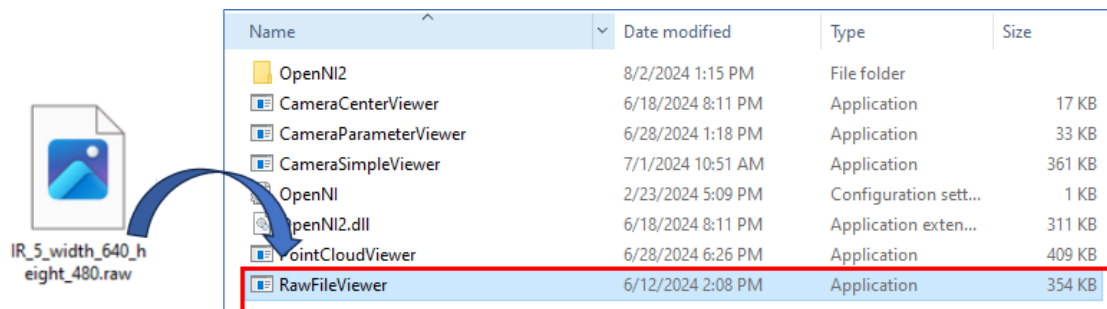 Name Date modified Type Size
OpenNI2 8/2/2024 1:15 PM File folder
CameraCenterViewer 6/18/2024 8:11 PM Application 17 KB
CameraParameterViewer 6/28/2024 1:18 PM Application 33 KB
CameraSimpleViewer 7/1/2024 10:51 AM Application 361 KB
OpenNI 2/23/2024 5:09 PM Configuration sett... 1 KB
OpenNI2.dll 6/18/2024 8:11 PM Application exten... 311 KB
PointCloudViewer 6/28/2024 6:26 PM Application 409 KB
RawFileViewer 6/12/2024 2:08 PM Application 354 KB
IR_5_width_640_h
eight_480.raw